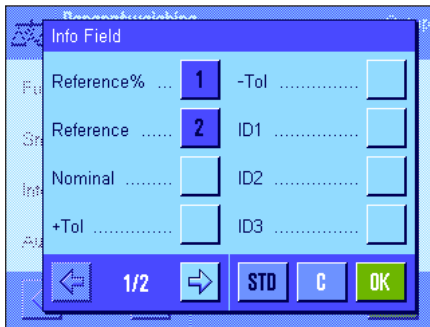 Info Field
Reference% ... 1
Reference ...... 2
Nominal .........
+Tol ...............
-Tol ................
ID1 ................
ID2 ...............
ID3 ...............
1/2
STD
C
OK